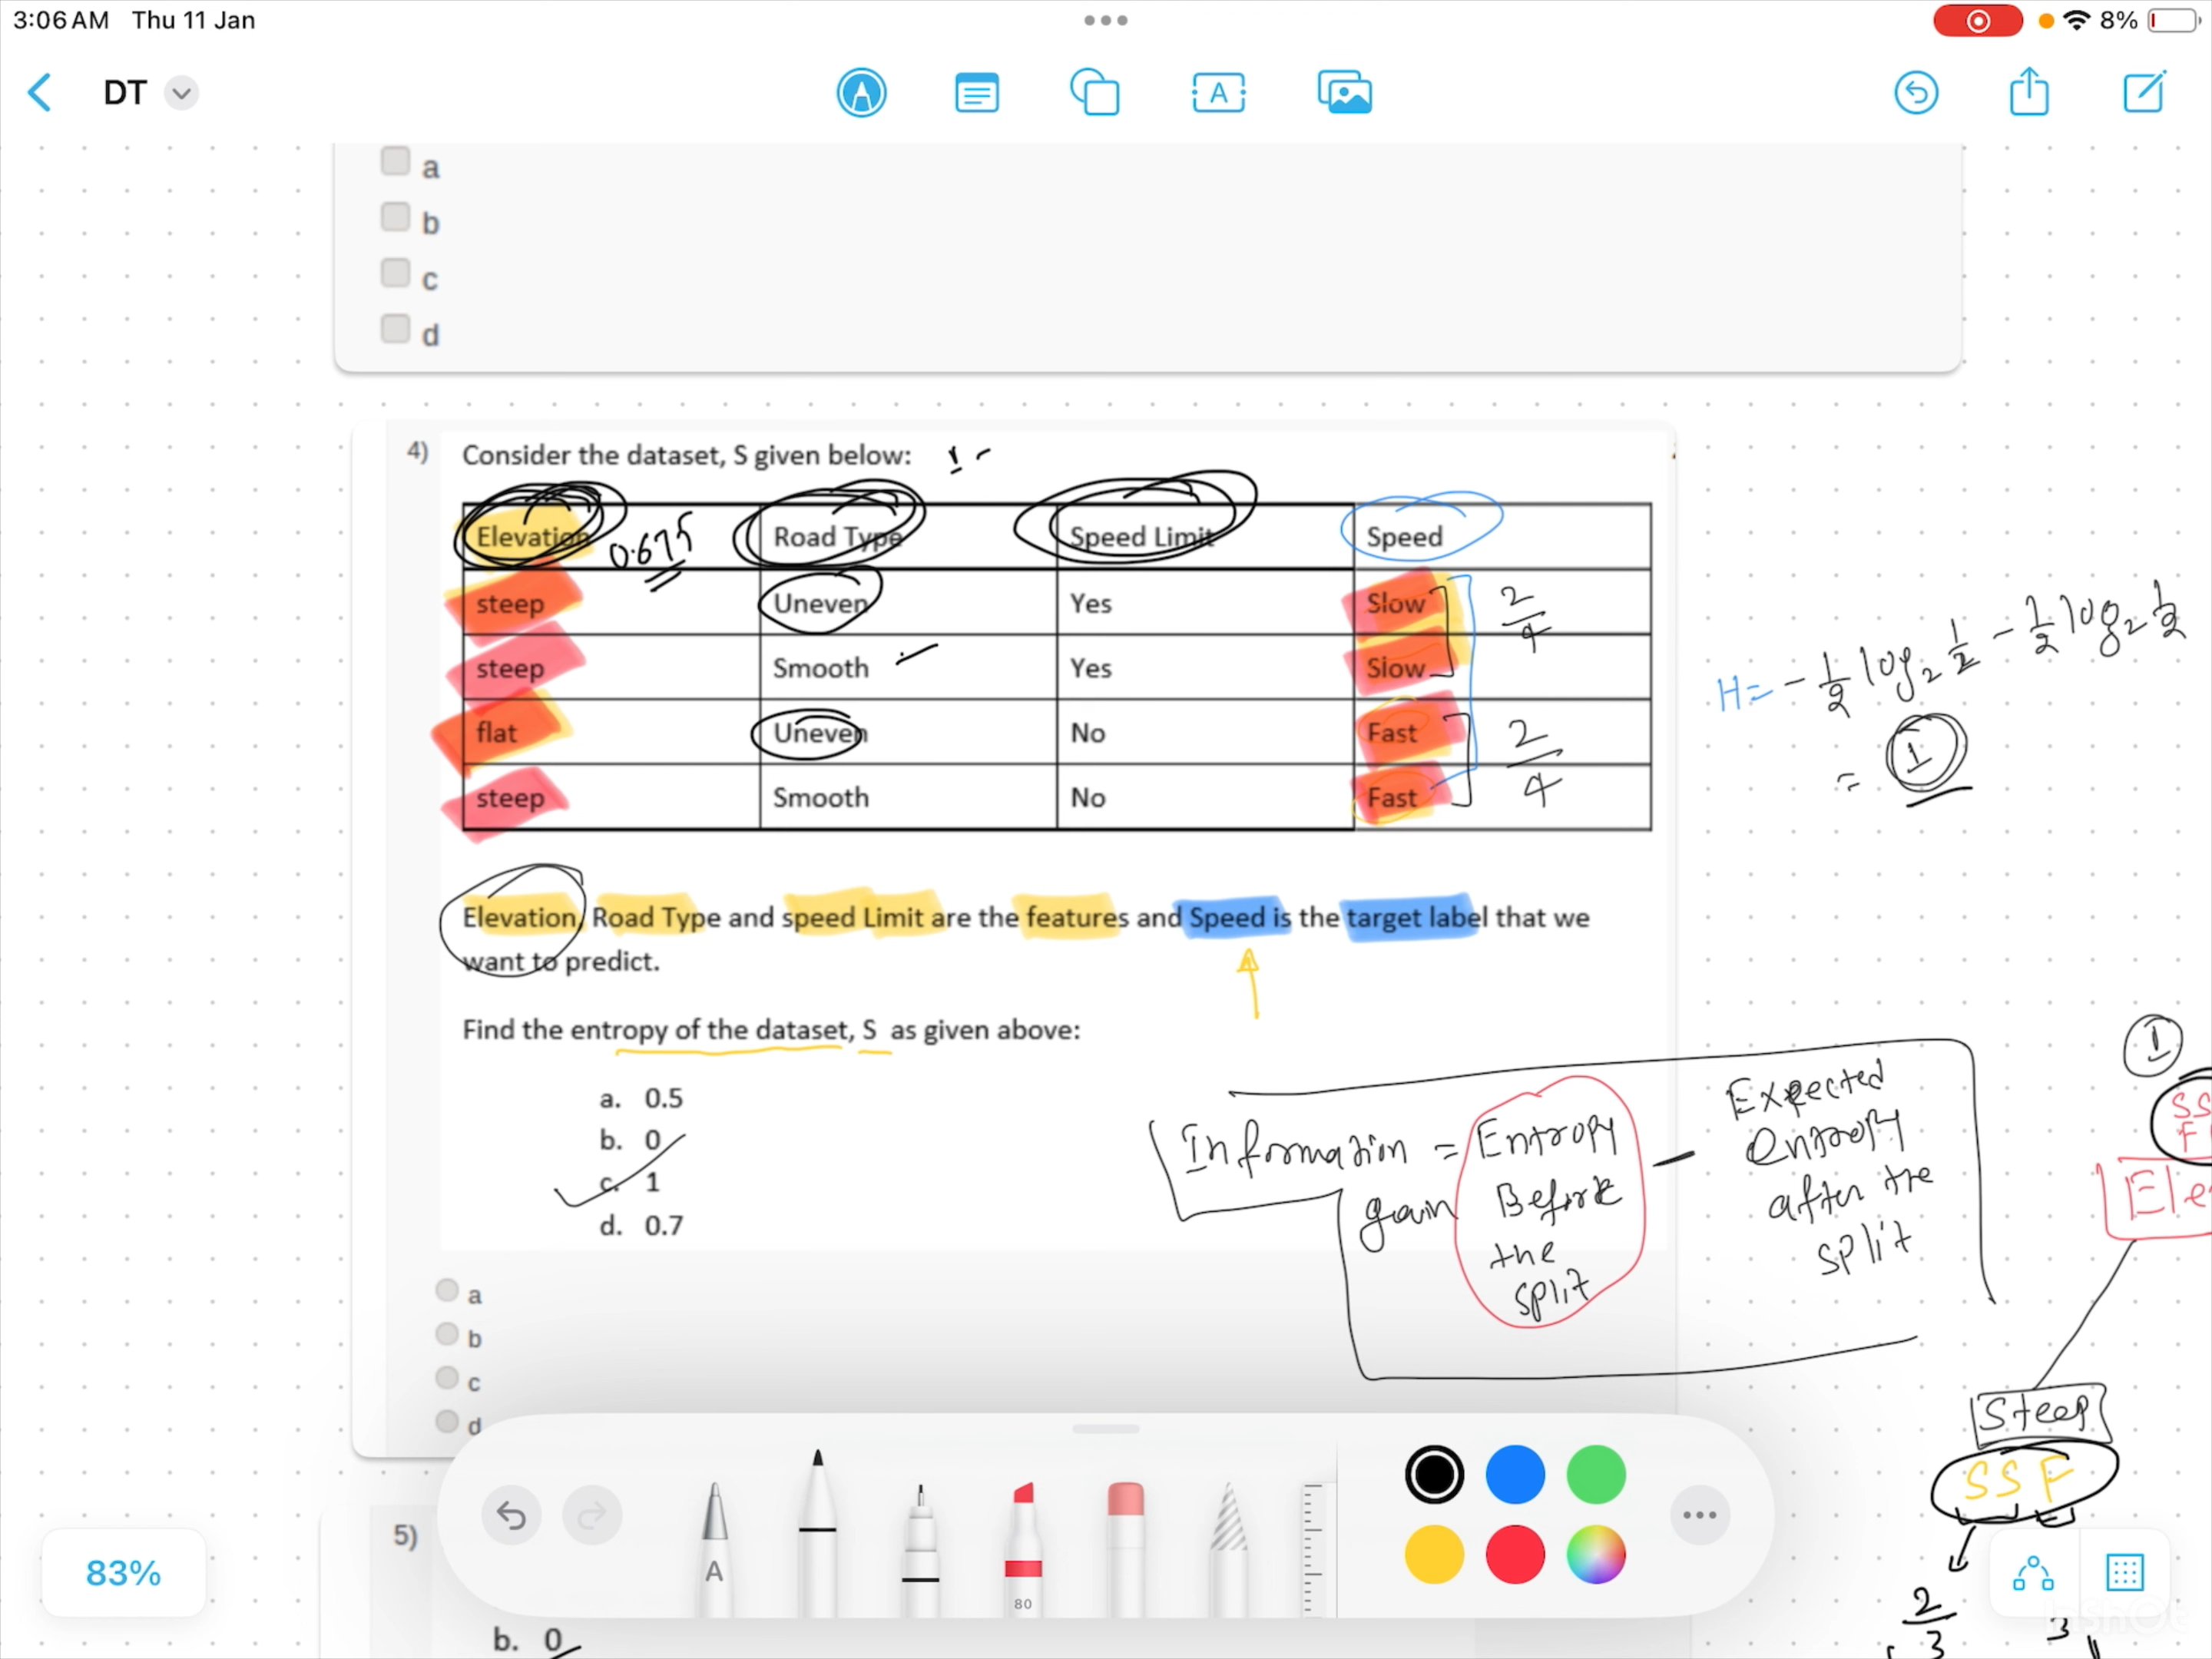 3:06 AM Thu 11 Jan
8%
DT
A
a
b
c
d
4) Consider the dataset, S given below: 1 -
Elevation 0.675 Road Type Speed Limit Speed
steep Uneven Yes Slow
steep Smooth Yes Slow
2/4
flat Uneven No Fast
steep Smooth No Fast
2/4
H = - 1/2 log2 1/2 - 1/2 log2 1/2
= 1
Elevation, Road Type and speed Limit are the features and Speed is the target label that we
want to predict.
Find the entropy of the dataset, S as given above:
a. 0.5
b. 0
c. 1
d. 0.7
Information gain = Entropy Before the split - Expected entropy after the split
1
SS
F
Ele
Steep
SSF
2/3
3
a
b
c
d
5)
A
80
83%
b. 0
InShOt